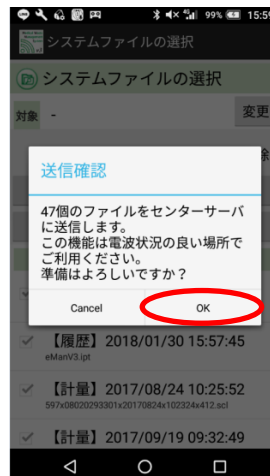 99% 15:59
システムファイルの選択
システムファイルの選択
対象 - 変更
除
送信確認
47個のファイルをセンターサーバ
に送信します。
この機能は電波状況の良い場所で
ご利用ください。
準備はよろしいですか？
Cancel OK
【履歴】2018/01/30 15:57:45
eManV3.ipt
【計量】2017/08/24 10:25:52
597x08020293301x20170824x102324x412.scl
【計量】2017/09/19 09:32:49